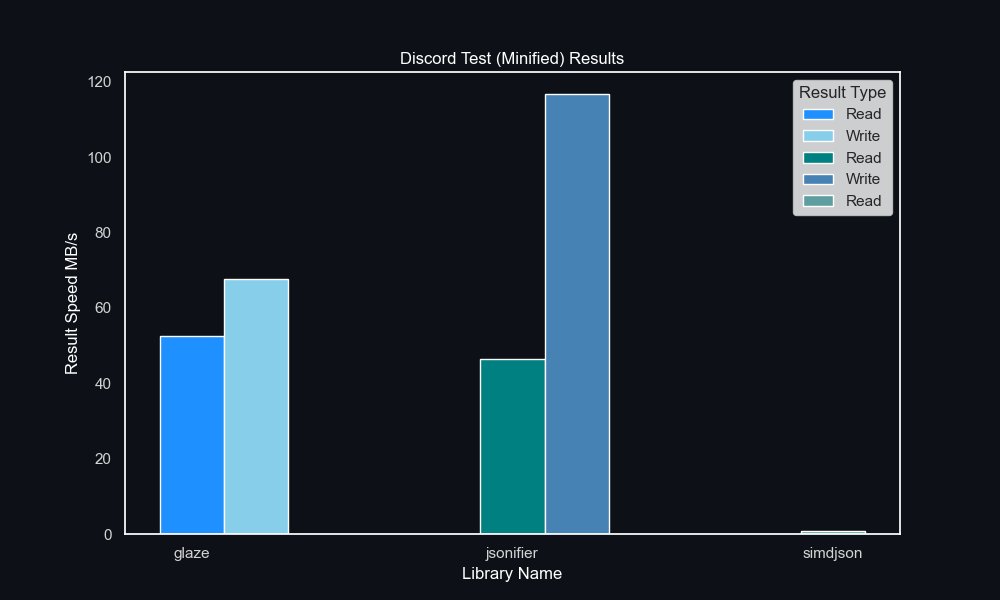 Discord Test (Minified) Results
Result Speed MB/s
120
100
80
60
40
20
0
Result Type
Read
Write
Read
Write
Read
glaze
jsonifier
simdjson
Library Name